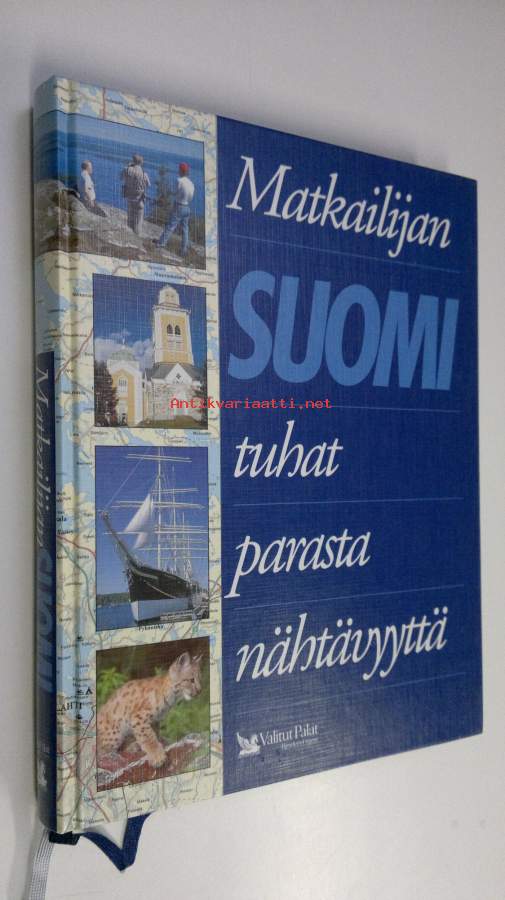 Matkailijan
SUOMI
tuhat
parasta
nähtävyyttä
Valitut Palat
Antikvariaatti.net
Matkailijan SUOMI